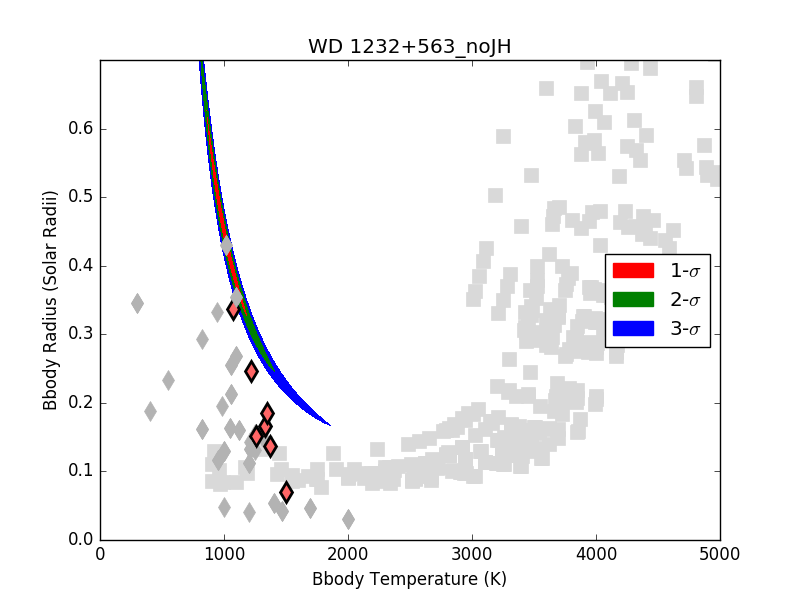 WD 1232+563_noJH
Bbody Radius (Solar Radii)
0.6
0.5
0.4
0.3
0.2
0.1
0.0
1-σ
2-σ
3-σ
0 1000 2000 3000 4000 5000
Bbody Temperature (K)